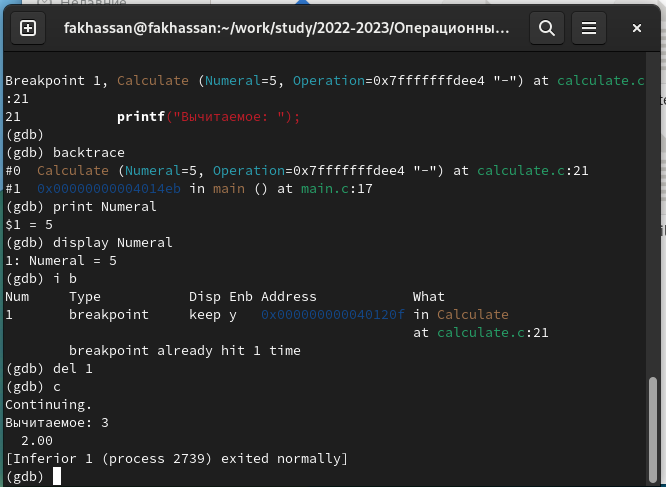 Недавние
fakhassan@fakhassan:~/work/study/2022-2023/Операционны...
Breakpoint 1, Calculate (Numeral=5, Operation=0x7fffffffdee4 "-") at calculate.c
:21
21 printf("Вычитаемое: ");
(gdb)
(gdb) backtrace
#0 Calculate (Numeral=5, Operation=0x7fffffffdee4 "-") at calculate.c:21
#1 0x00000000004014eb in main () at main.c:17
(gdb) print Numeral
$1 = 5
(gdb) display Numeral
1: Numeral = 5
(gdb) i b
Num Type Disp Enb Address What
1 breakpoint keep y 0x000000000040120f in Calculate
at calculate.c:21
breakpoint already hit 1 time
(gdb) del 1
(gdb) c
Continuing.
Вычитаемое: 3
2.00
[Inferior 1 (process 2739) exited normally]
(gdb)